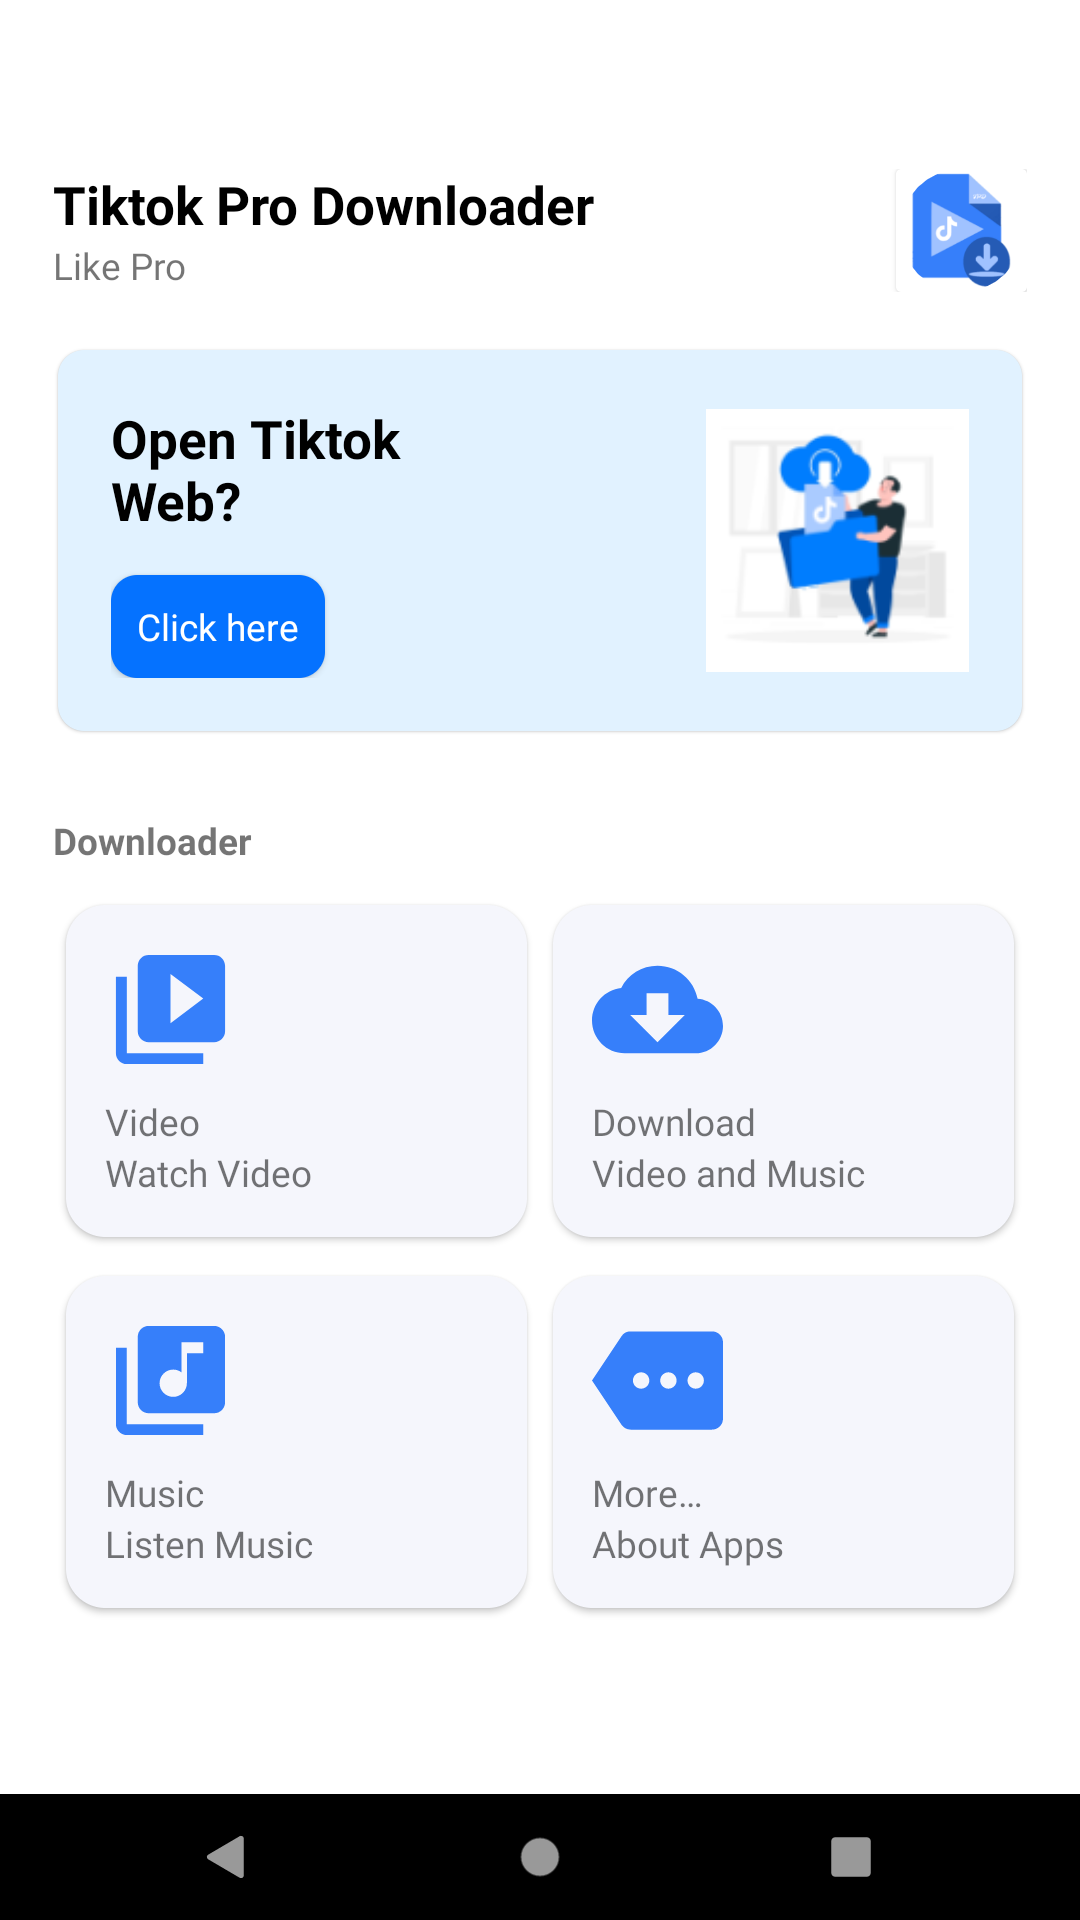 Tiktok Pro Downloader
Like Pro
Open Tiktok
Web?
Click here
Downloader
Video
Watch Video
Download
Video and Music
Music
Listen Music
More...
About Apps